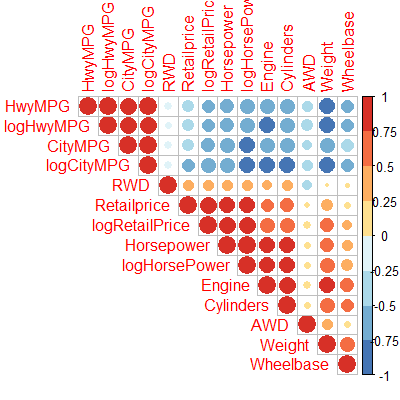 HwyMPG
logHwyMPG
CityMPG
logCityMPG
RWD
Retailprice
logRetailPric
Horsepower
logHorsePow
Engine
Cylinders
AWD
Weight
Wheelbase
HwyMPG
logHwyMPG
CityMPG
logCityMPG
RWD
Retailprice
logRetailPrice
Horsepower
logHorsePower
Engine
Cylinders
AWD
Weight
Wheelbase
1
0.75
0.5
0.25
0
-0.25
-0.5
-0.75
-1